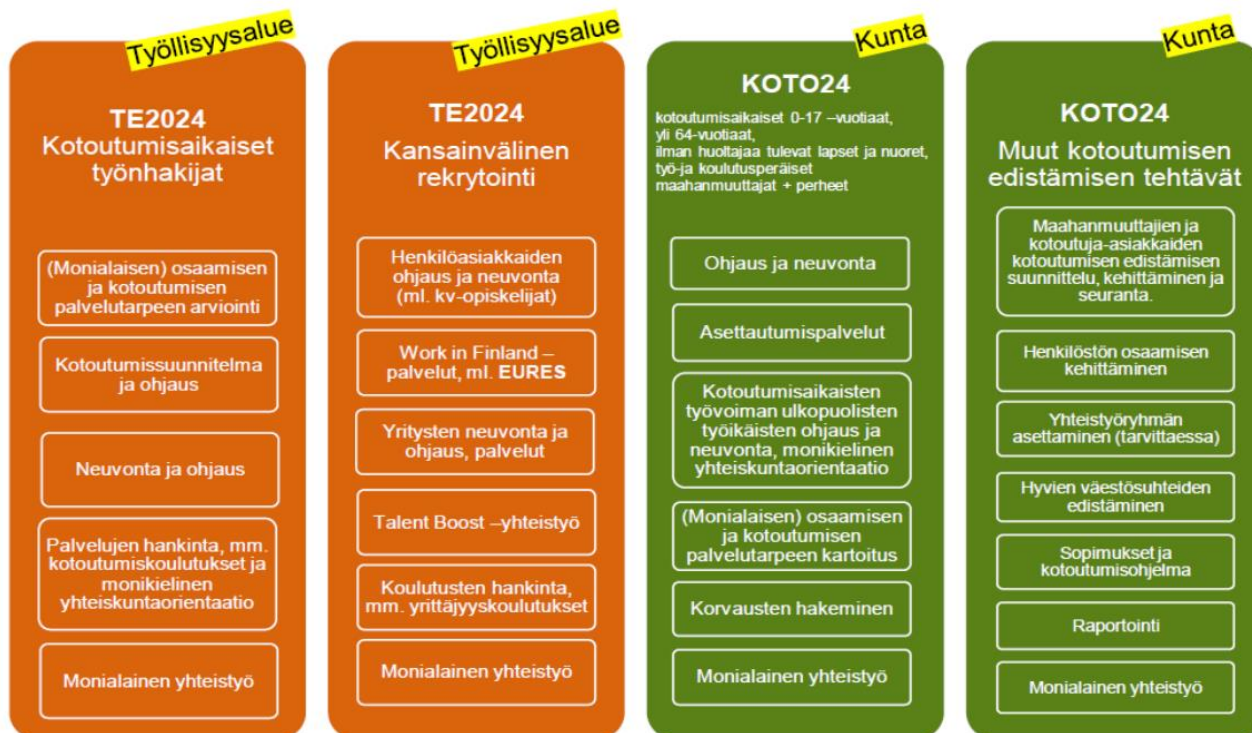 Työllisyysalue
TE2024
Kotoutumisaikaiset
työnhakijat
(Monialaisen) osaamisen
ja kotoutumisen
palvelutarpeen arviointi
Kotoutumissuunnitelma
ja ohjaus
Neuvonta ja ohjaus
Palvelujen hankinta, mm.
kotoutumiskoulutukset ja
monikielinen
yhteiskuntaorientaatio
Monialainen yhteistyö
Työllisyysalue
TE2024
Kansainvälinen
rekrytointi
Henkilöasiakkaiden
ohjaus ja neuvonta
(ml. kv-opiskelijat)
Work in Finland –
palvelut, ml. EURES
Yritysten neuvonta ja
ohjaus, palvelut
Talent Boost –yhteistyö
Koulutusten hankinta,
mm. yrittäjyyskoulutukset
Monialainen yhteistyö
Kunta
KOTO24
kotoutumisaikaiset 0-17 –vuotiaat,
yli 64-vuotiaat,
ilman huoltajaa tulevat lapset ja nuoret,
työ-ja koulutusperäiset
maahanmuuttajat + perheet
Ohjaus ja neuvonta
Asettautumispalvelut
Kotoutumisaikaisten
työvoiman ulkopuolisten
työikäisten ohjaus ja
neuvonta, monikielinen
yhteiskuntaorientaatio
(Monialaisen) osaamisen
ja kotoutumisen
palvelutarpeen kartoitus
Korvausten hakeminen
Monialainen yhteistyö
Kunta
KOTO24
Muut kotoutumisen
edistämisen tehtävät
Maahanmuuttajien ja
kotoutuja-asiakkaiden
kotoutumisen edistämisen
suunnittelu, kehittäminen ja
seuranta.
Henkilöstön osaamisen
kehittäminen
Yhteistyöryhmän
asettaminen (tarvittaessa)
Hyvien väestösuhteiden
edistäminen
Sopimukset ja
kotoutumisohjelma
Raportointi
Monialainen yhteistyö